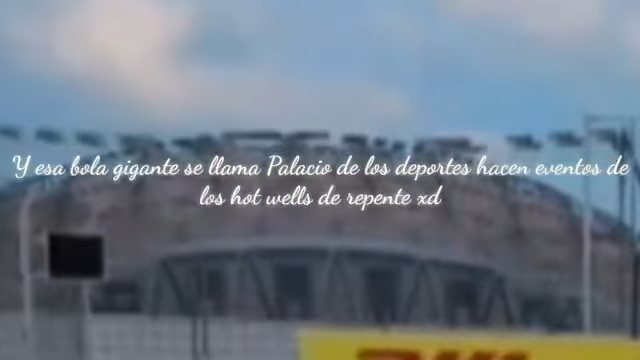 Y esa bola gigante se llama Palacio de los deportes hacen eventos de
los hot wells de repente xd